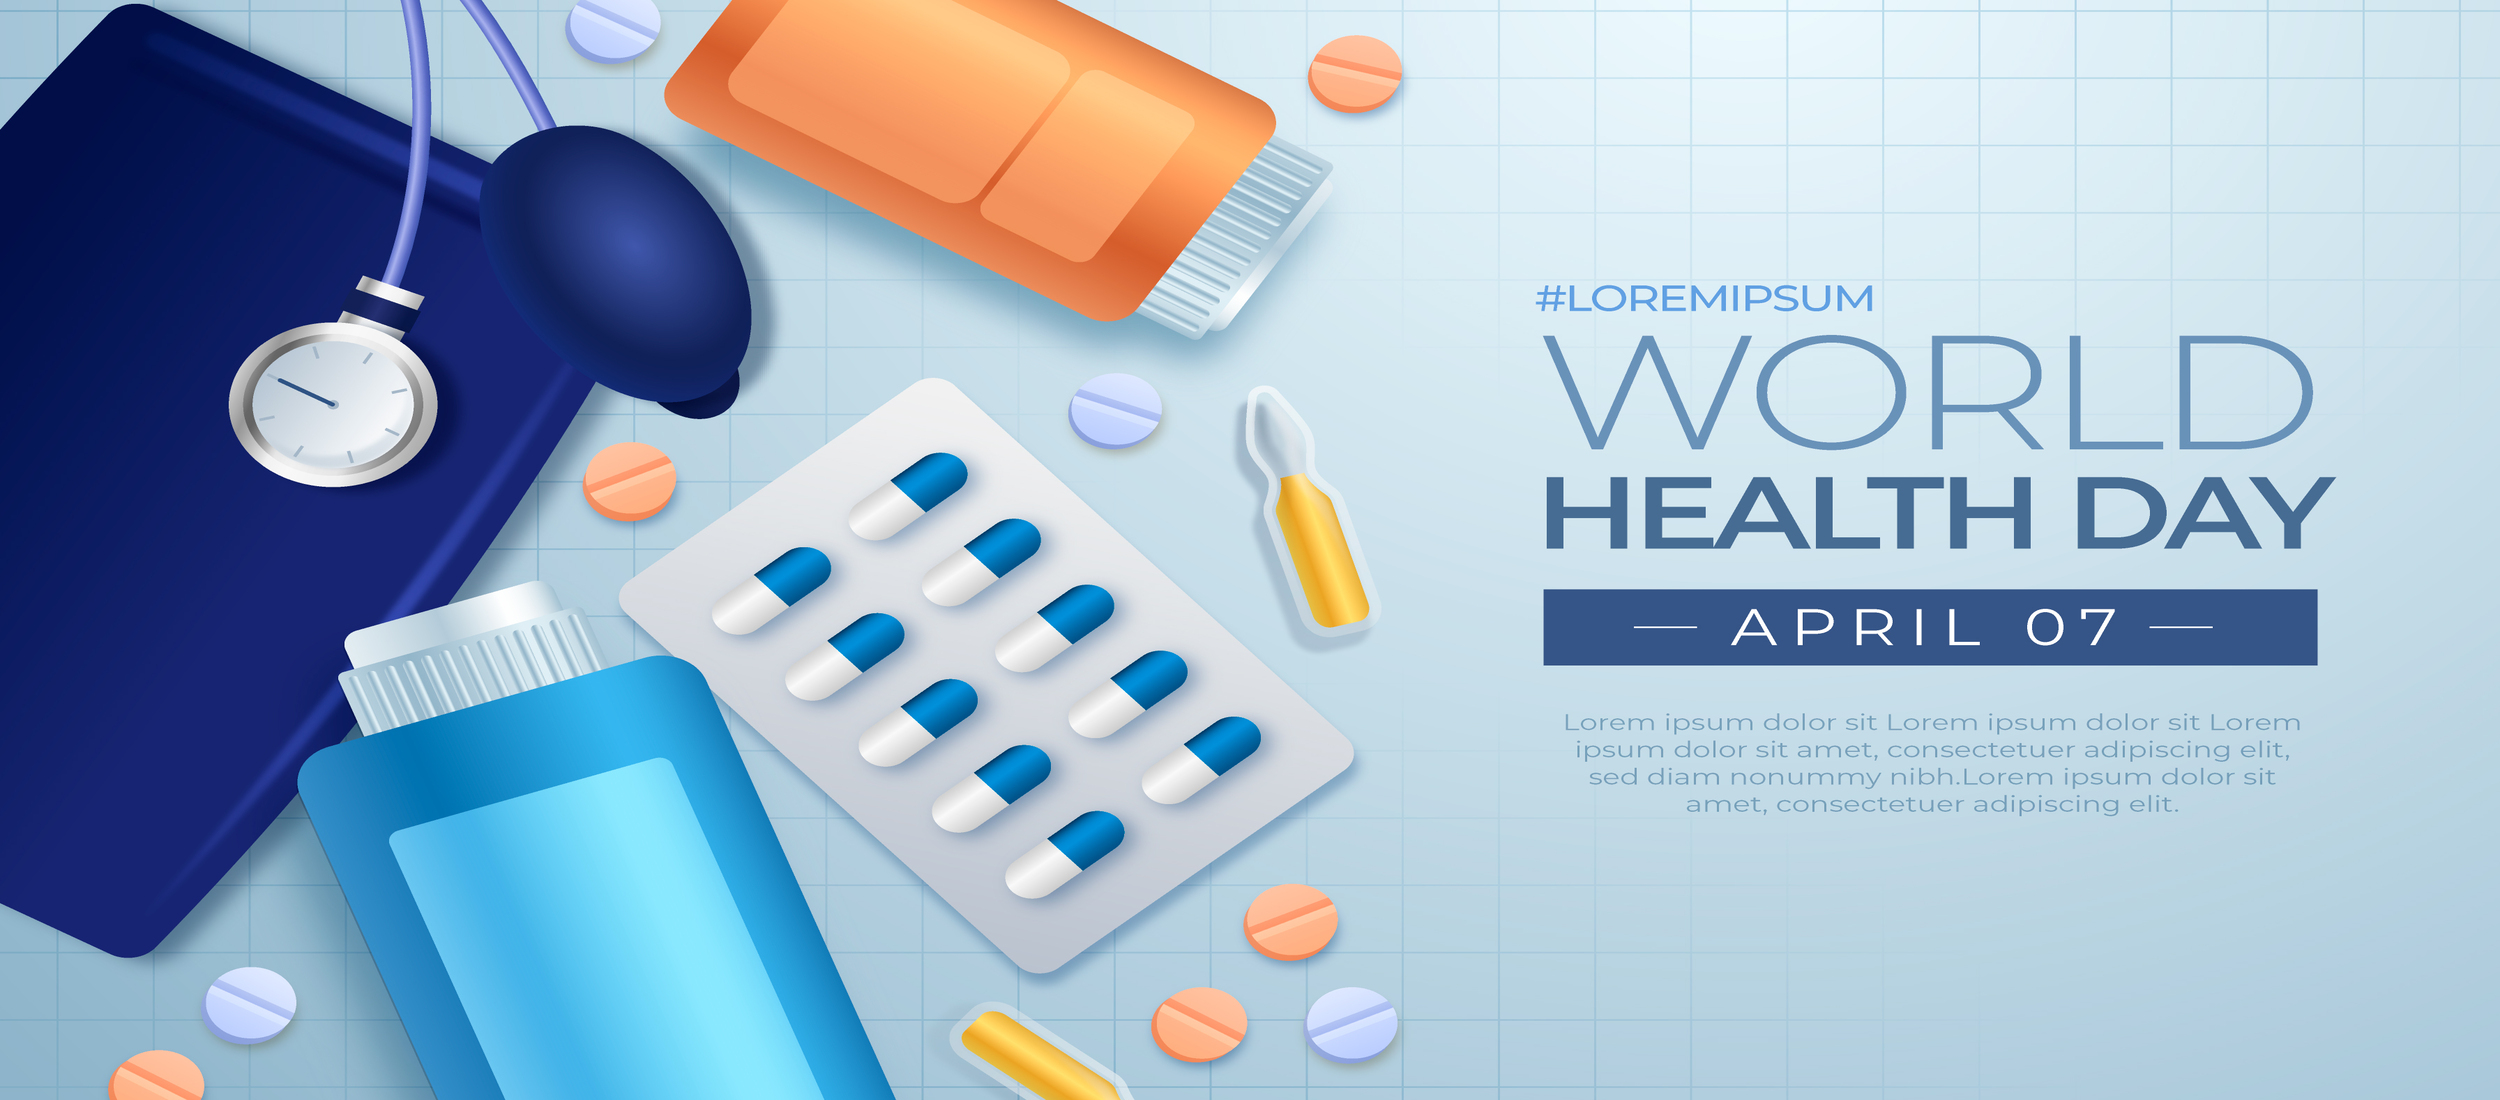 #LOREMIPSUM
WORLD
HEALTH DAY
APRIL 07
Lorem ipsum dolor sit Lorem ipsum dolor sit Lorem
ipsum dolor sit amet, consectetuer adipiscing elit,
sed diam nonummy nibh.Lorem ipsum dolor sit
amet, consectetuer adipiscing elit.